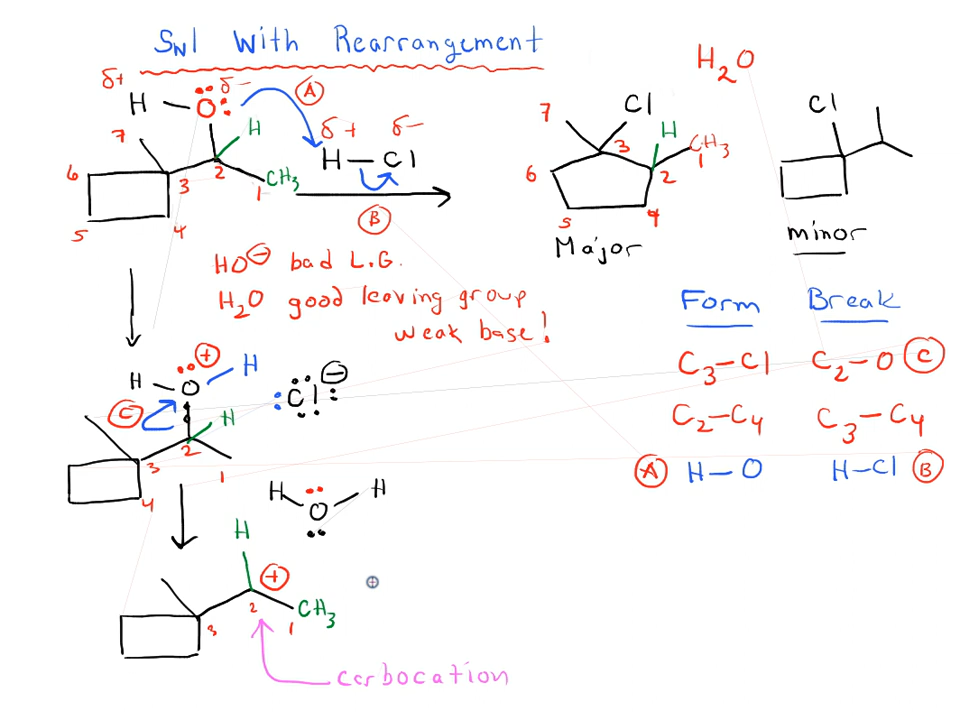 SN1 With Rearrangement
H2O
δ+ δ-
H O A
7 H
δ+ δ-
H Cl
6 3 2 CH3
1
5 4
B
7 Cl
3 H CH3
6 1
2
5 4
Major
Cl
minor
HO⊖ bad L.G.
H2O good leaving group
weak base!
Form Break
C3-Cl C2-O C
C2-C4 C3-C4
A H-O H-Cl B
+
H O H
C H
2
3 1
4
Cl ⊖
H O H
H
+
2 CH3
3 1
carbocation